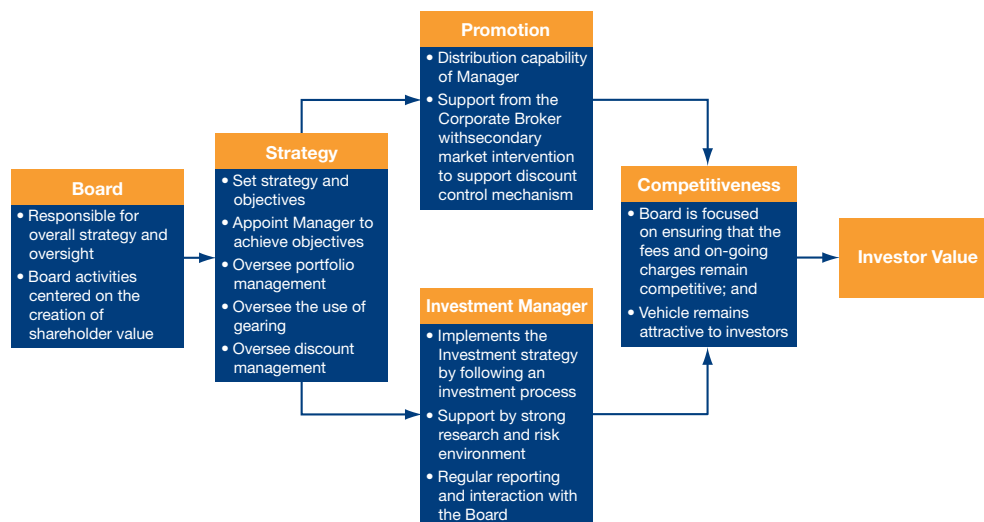 Board
• Responsible for
overall strategy and
oversight
• Board activities
centered on the
creation of
shareholder value
Strategy
• Set strategy and
objectives
• Appoint Manager to
achieve objectives
• Oversee portfolio
management
• Oversee the use of
gearing
• Oversee discount
management
Promotion
• Distribution capability
of Manager
• Support from the
Corporate Broker
withsecondary
market intervention
to support discount
control mechanism
Investment Manager
• Implements the
Investment strategy
by following an
investment process
• Support by strong
research and risk
environment
• Regular reporting
and interaction with
the Board
Competitiveness
• Board is focused
on ensuring that the
fees and on-going
charges remain
competitive; and
• Vehicle remains
attractive to investors
Investor Value